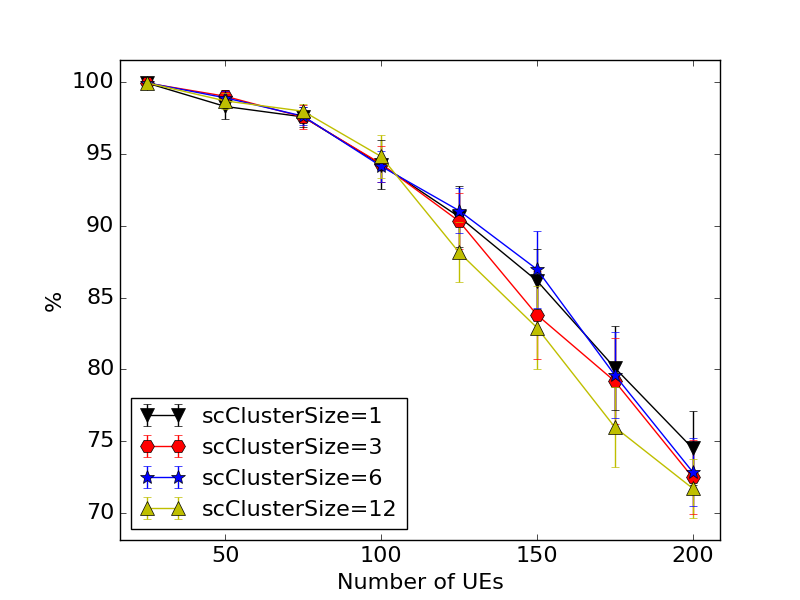 100
95
90
85
80
75
70
%
scClusterSize=1
scClusterSize=3
scClusterSize=6
scClusterSize=12
50 100 150 200
Number of UEs